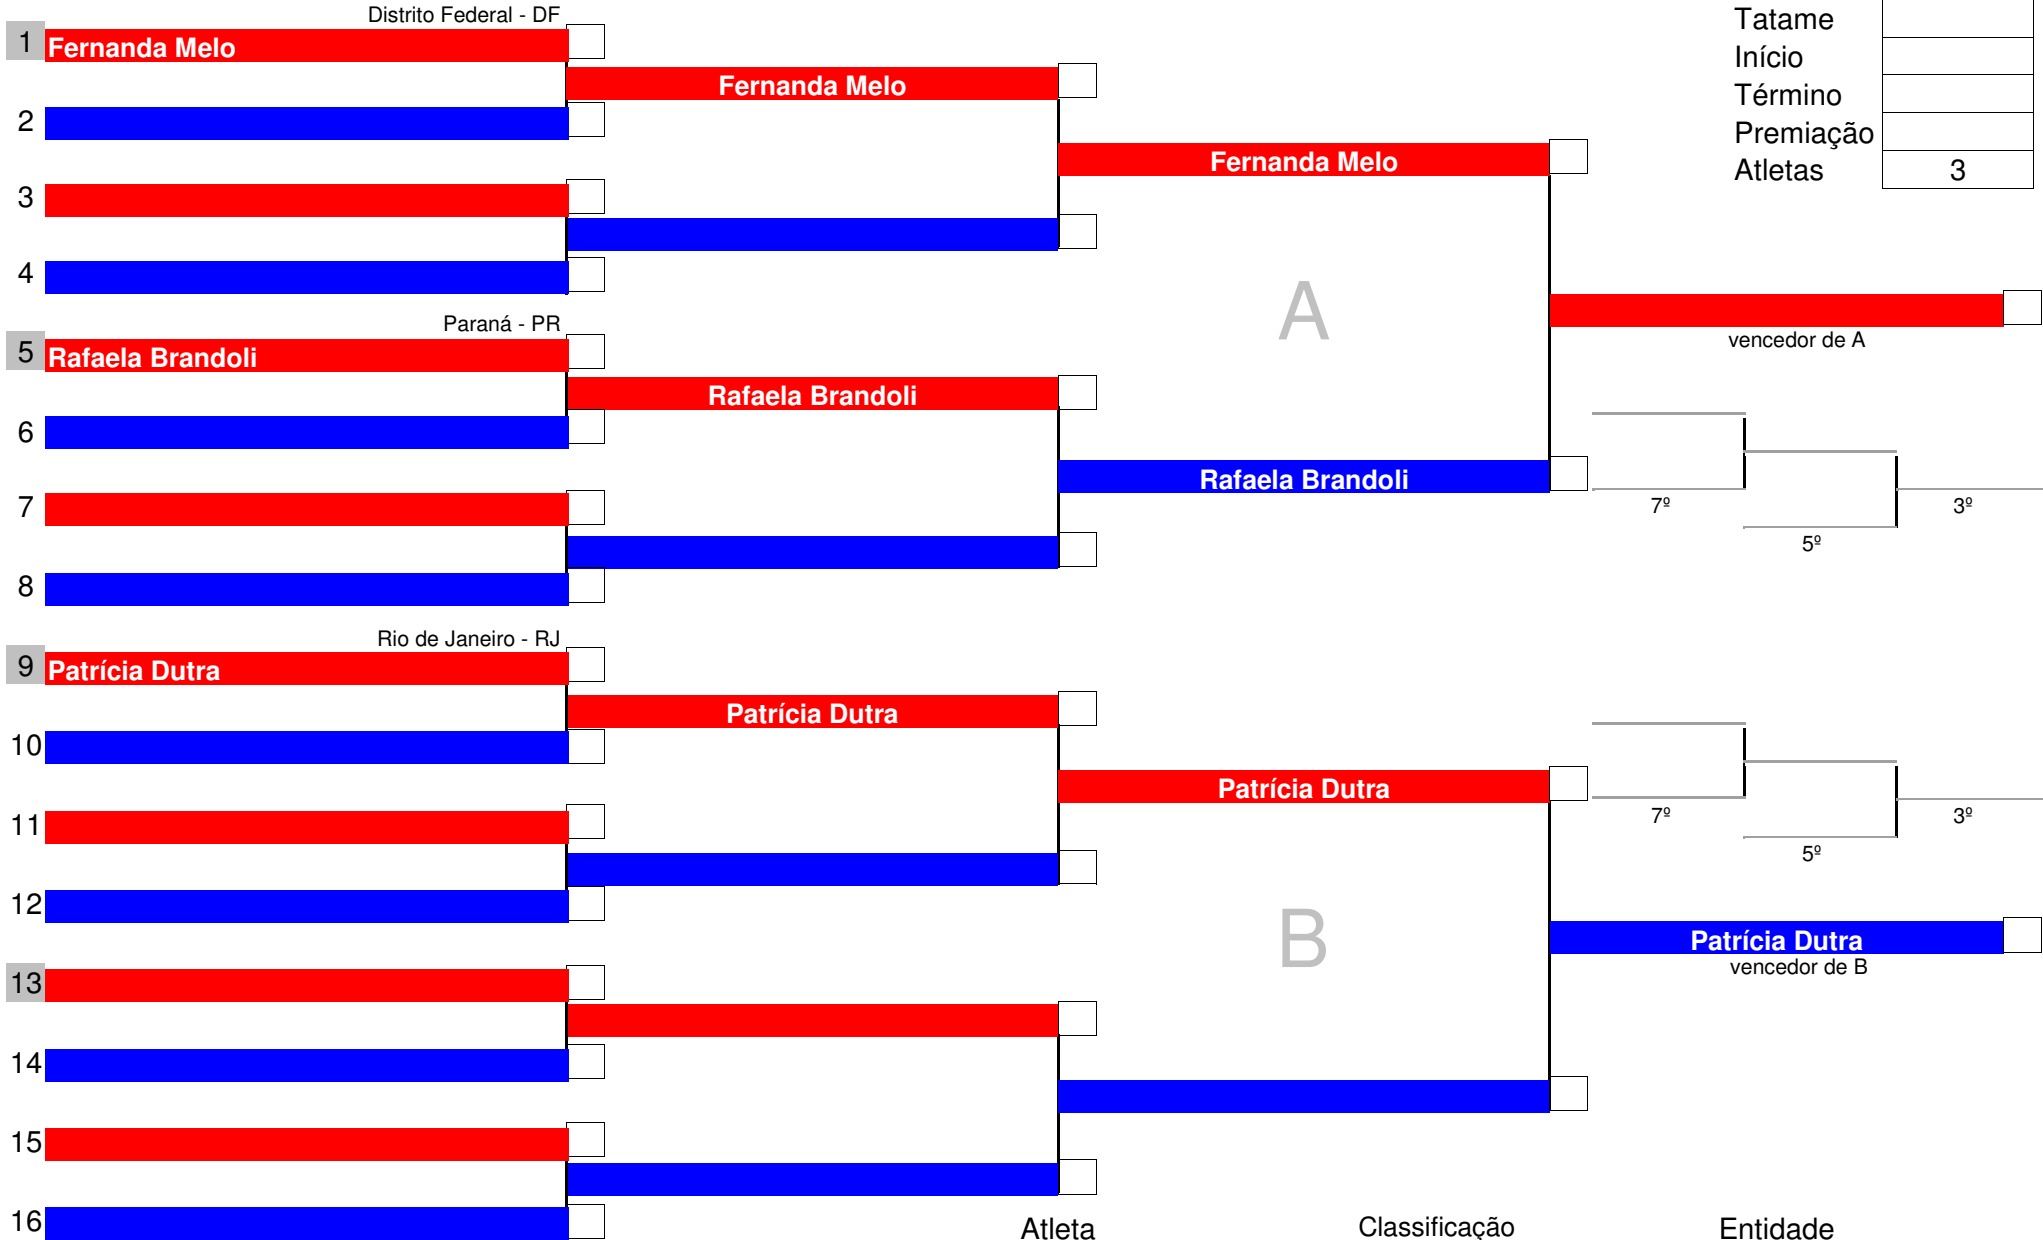 Distrito Federal - DF
1 Fernanda Melo
Fernanda Melo
2
Fernanda Melo
3
4
Tatame
Início
Término
Premiação
Atletas 3
A
vencedor de A
Paraná - PR
5 Rafaela Brandoli
Rafaela Brandoli
6
Rafaela Brandoli
7
8
7º
3º
5º
Rio de Janeiro - RJ
9 Patrícia Dutra
Patrícia Dutra
10
Patrícia Dutra
11
12
7º
3º
5º
B
Patrícia Dutra
vencedor de B
13
14
15
16
Atleta Classificação Entidade